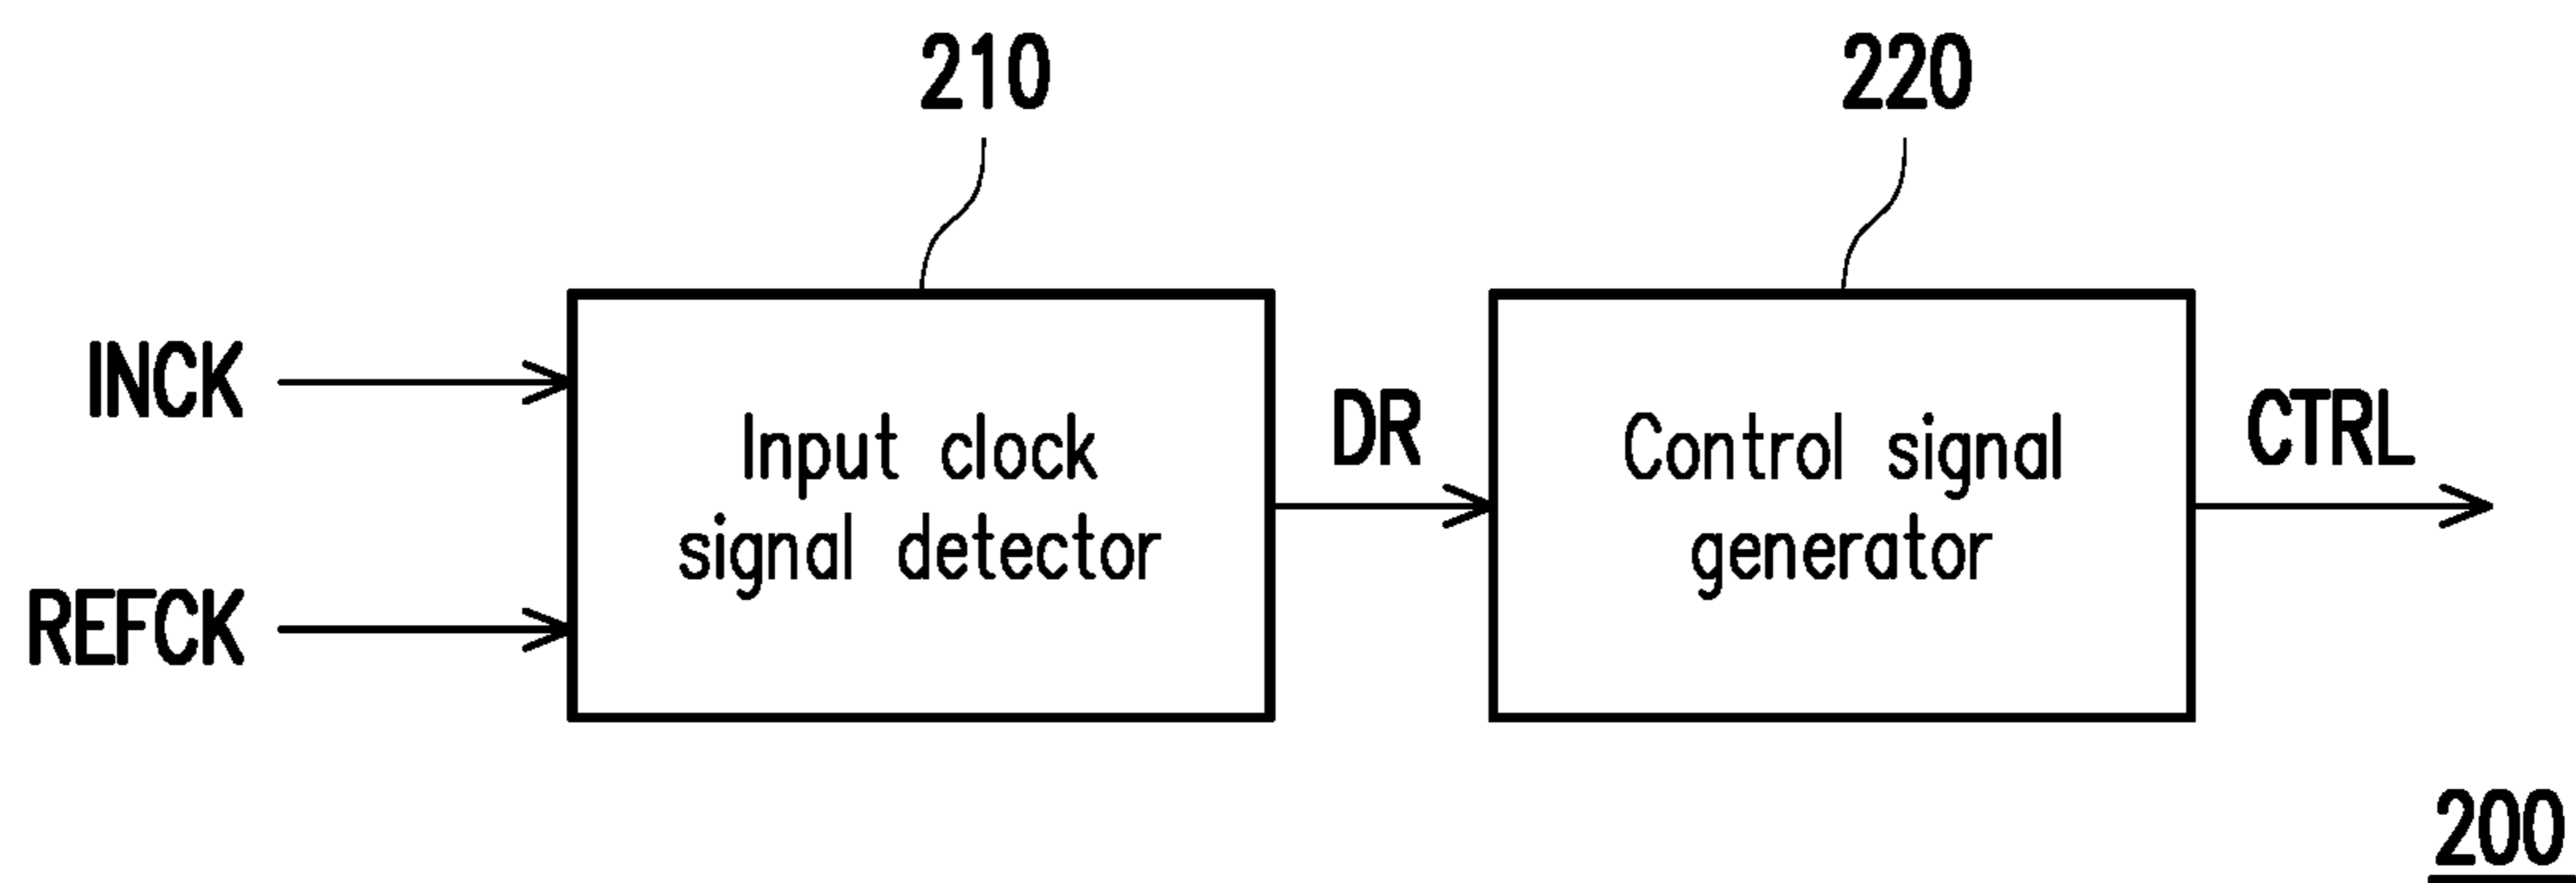 210
220
INCK
REFCK
Input clock
signal detector
DR
Control signal
generator
CTRL
200